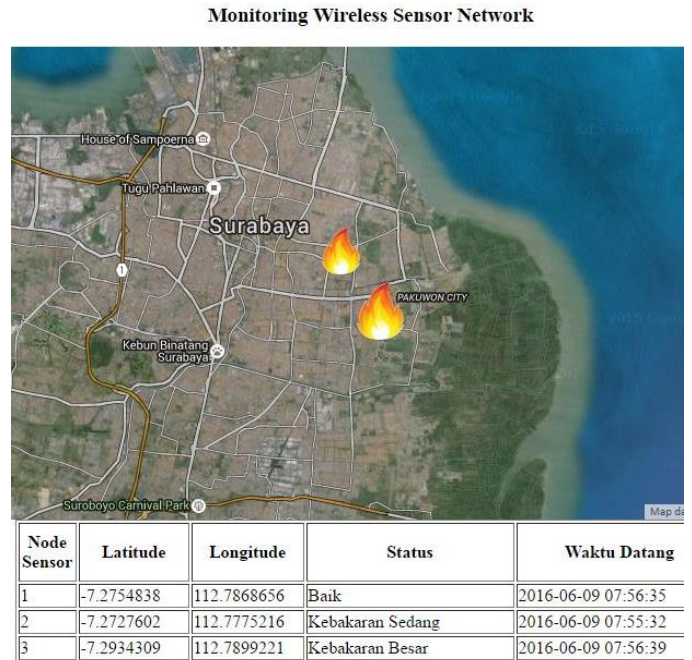 Monitoring Wireless Sensor Network
House of Sampoerna
Tugu Pahlawan
Surabaya
1
PAKUWON CITY
Kebun Binatang
Surabaya
Suroboyo Carnival Park
Map da
Node Sensor Latitude Longitude Status Waktu Datang
1 -7.2754838 112.7868656 Baik 2016-06-09 07:56:35
2 -7.2727602 112.7775216 Kebakaran Sedang 2016-06-09 07:55:32
3 -7.2934309 112.7899221 Kebakaran Besar 2016-06-09 07:56:39